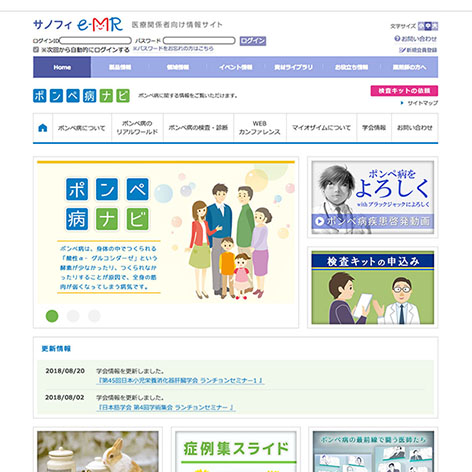 サノフィ e-MR 医療関係者向け情報サイト
文字サイズ 小 中 大
ログインID パスワード ログイン
お問い合わせ
※次回から自動的にログインする ※パスワードをお忘れの方はこちら
新規会員登録
Home 製品情報 領域情報 イベント情報 資材ライブラリ お役立ち情報 薬剤師の方へ
ポンペ病ナビ ポンペ病に関する情報をご覧いただけます。
検査キットの依頼
サイトマップ
ポンペ病について
ポンペ病の
リアルワールド
ポンペ病の検査・診断
WEB
カンファレンス
マイオザイムについて
学会情報
お問い合わせ
ポンペ
病ナビ
ポンペ病は、身体の中でつくられる
「酸性α‐グルコシダーゼ」という
酵素が少なかったり、つくられなか
ったりすることが原因で、全身の筋
肉が弱くなってしまう病気です。
ポンペ病を
よろしく
with ブラックジャックによろしく
ポンペ病疾患啓発動画
検査キットの申込み
更新情報
2018/08/20 学会情報を更新しました。
『第45回日本小児栄養消化器肝臓学会 ランチョンセミナー1 』
2018/08/02 学会情報を更新しました。
『日本筋学会 第4回学術集会 ランチョンセミナー 』
症例集スライド
ポンペ病の最前線で闘う医師たち